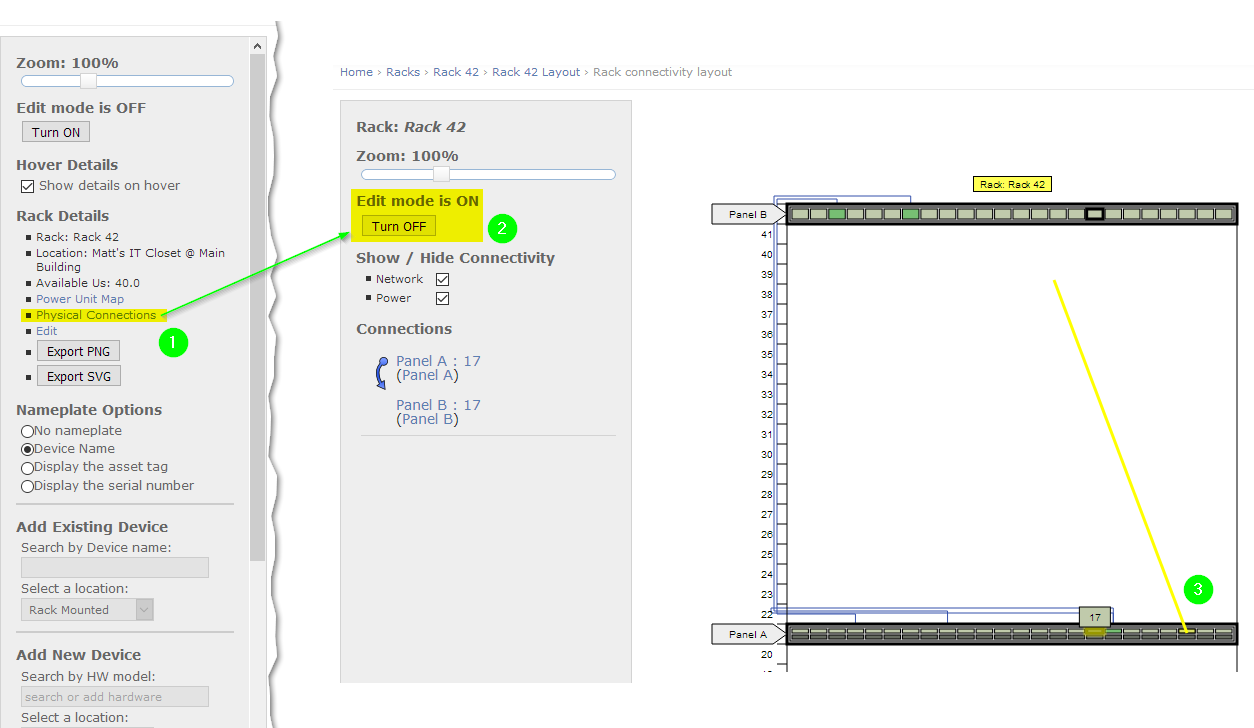 Zoom: 100%
Edit mode is OFF
Turn ON
Hover Details
Show details on hover
Rack Details
Rack: Rack 42
Location: Matt's IT Closet @ Main
Building
Available Us: 40.0
Power Unit Map
Physical Connections
1
Edit
Export PNG
Export SVG
Nameplate Options
No nameplate
Device Name
Display the asset tag
Display the serial number
Add Existing Device
Search by Device name:
Select a location:
Rack Mounted
Add New Device
Search by HW model:
search or add hardware
Select a location:
Home › Racks › Rack 42 › Rack 42 Layout › Rack connectivity layout
Rack: Rack 42
Zoom: 100%
Edit mode is ON
Turn OFF
2
Show / Hide Connectivity
Network
Power
Connections
Panel A : 17
(Panel A)
Panel B : 17
(Panel B)
Rack: Rack 42
Panel B
41
40
39
38
37
36
35
34
33
32
31
30
29
28
27
26
25
24
23
22
3
17
Panel A
20